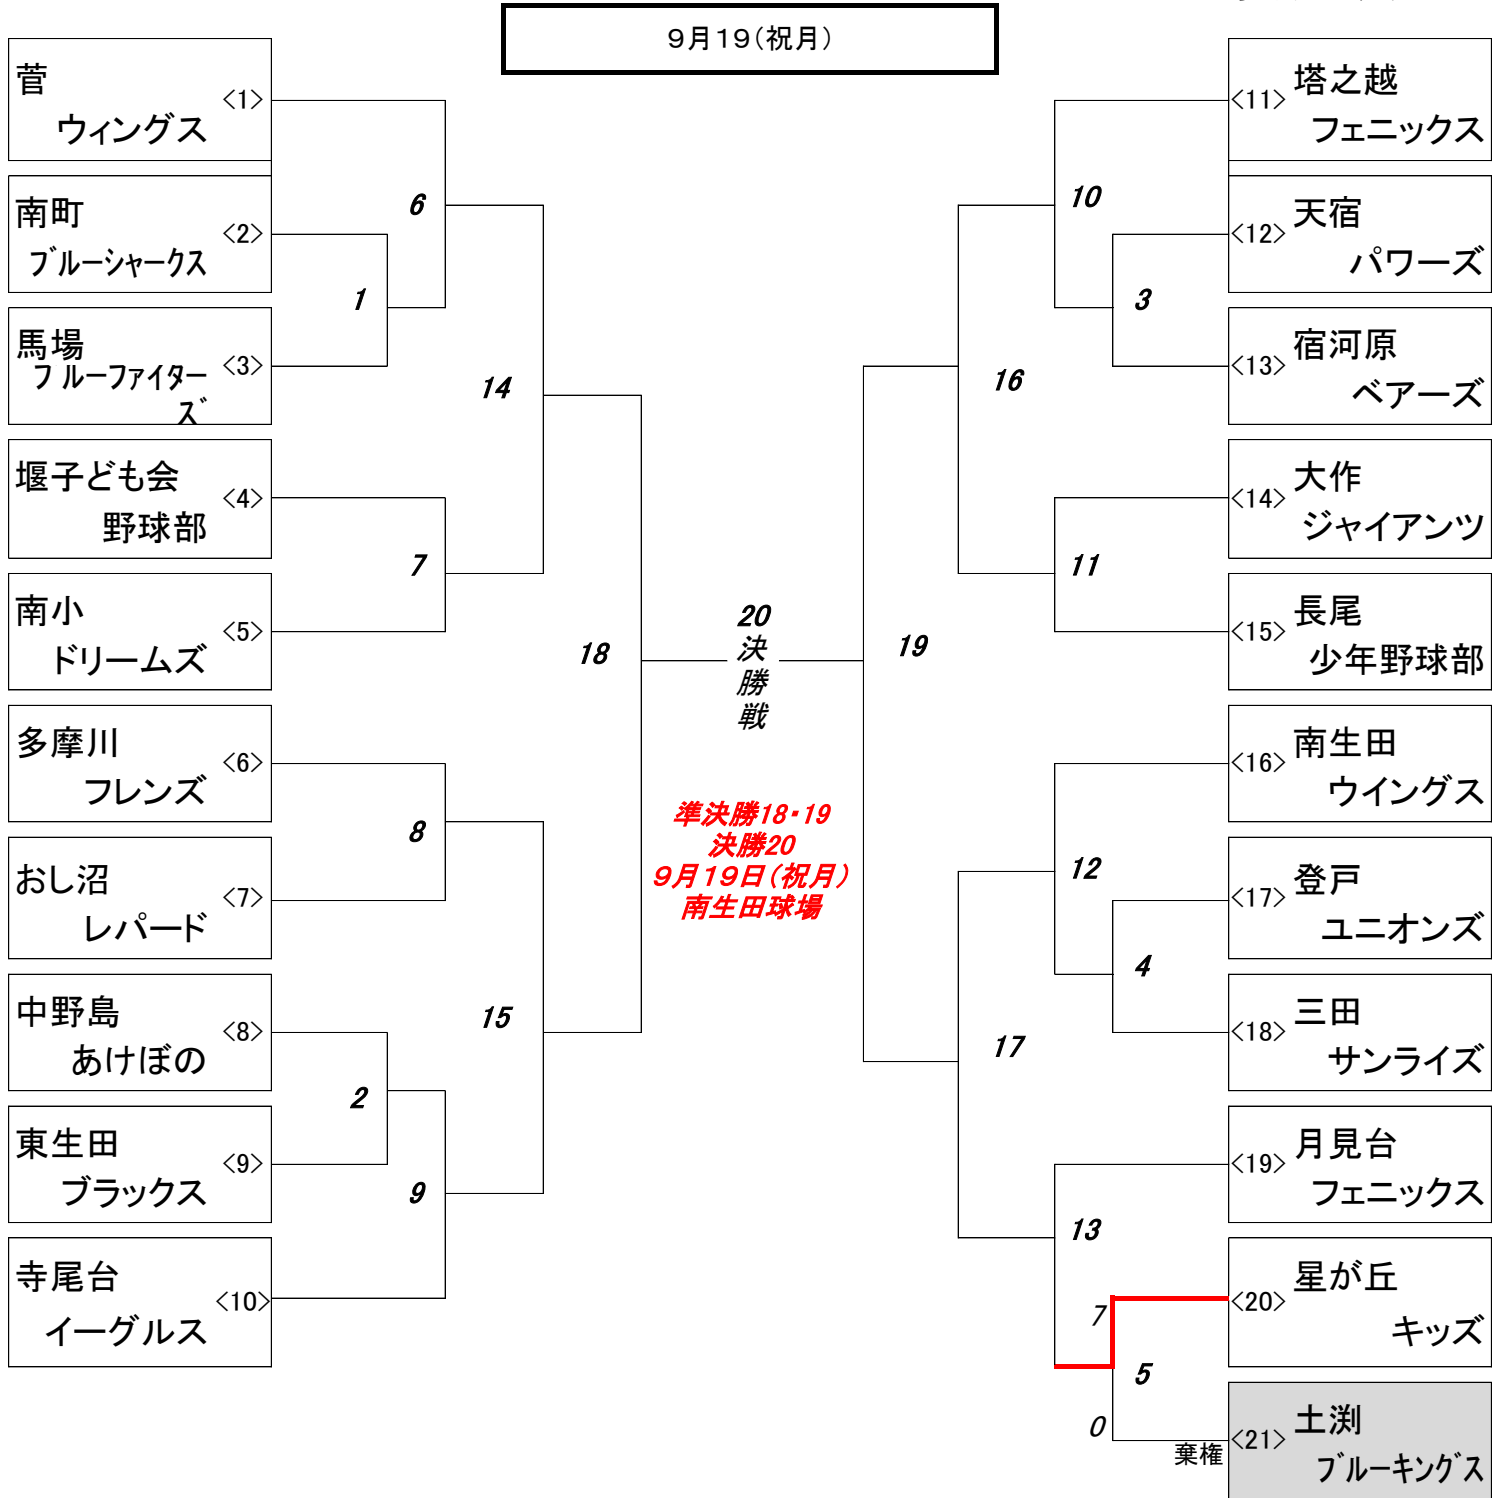 9月19(祝月)
菅
ウィングス
<1>
南町
ブルーシャークス
<2>
馬場
ブルーファイター
ズ
<3>
堰子ども会
野球部
<4>
南小
ドリームズ
<5>
多摩川
フレンズ
<6>
おし沼
レパード
<7>
中野島
あけぼの
<8>
東生田
ブラックス
<9>
寺尾台
イーグルス
<10>
6
1
14
7
18
8
15
2
9
20
決
勝
戦
準決勝18・19
決勝20
9月19日(祝月)
南生田球場
10
3
16
11
19
12
4
17
13
7
5
0
棄権
<11>
塔之越
フェニックス
<12>
天宿
パワーズ
<13>
宿河原
ベアーズ
<14>
大作
ジャイアンツ
<15>
長尾
少年野球部
<16>
南生田
ウイングス
<17>
登戸
ユニオンズ
<18>
三田
サンライズ
<19>
月見台
フェニックス
<20>
星が丘
キッズ
<21>
土渕
ブルーキングス